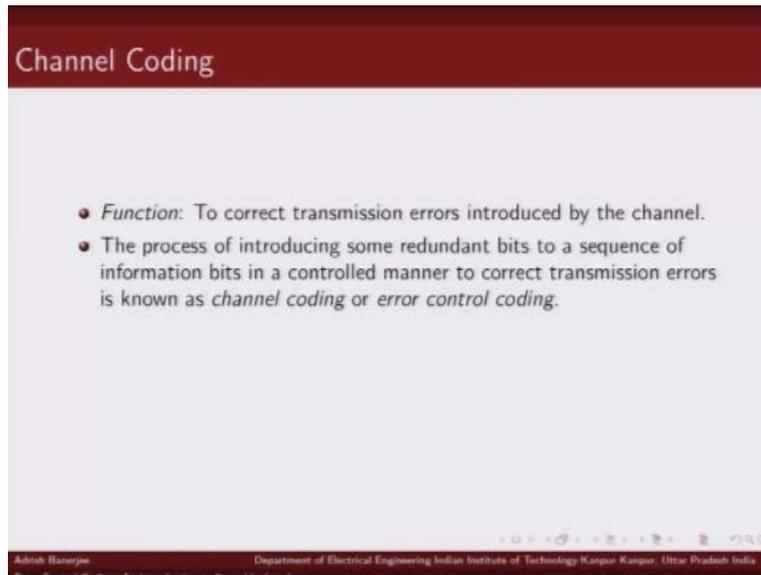 Channel Coding
Function: To correct transmission errors introduced by the channel.
The process of introducing some redundant bits to a sequence of
information bits in a controlled manner to correct transmission errors
is known as channel coding or error control coding.
Adrish Banerjee
Department of Electrical Engineering Indian Institute of Technology Kanpur Kanpur, Uttar Pradesh India